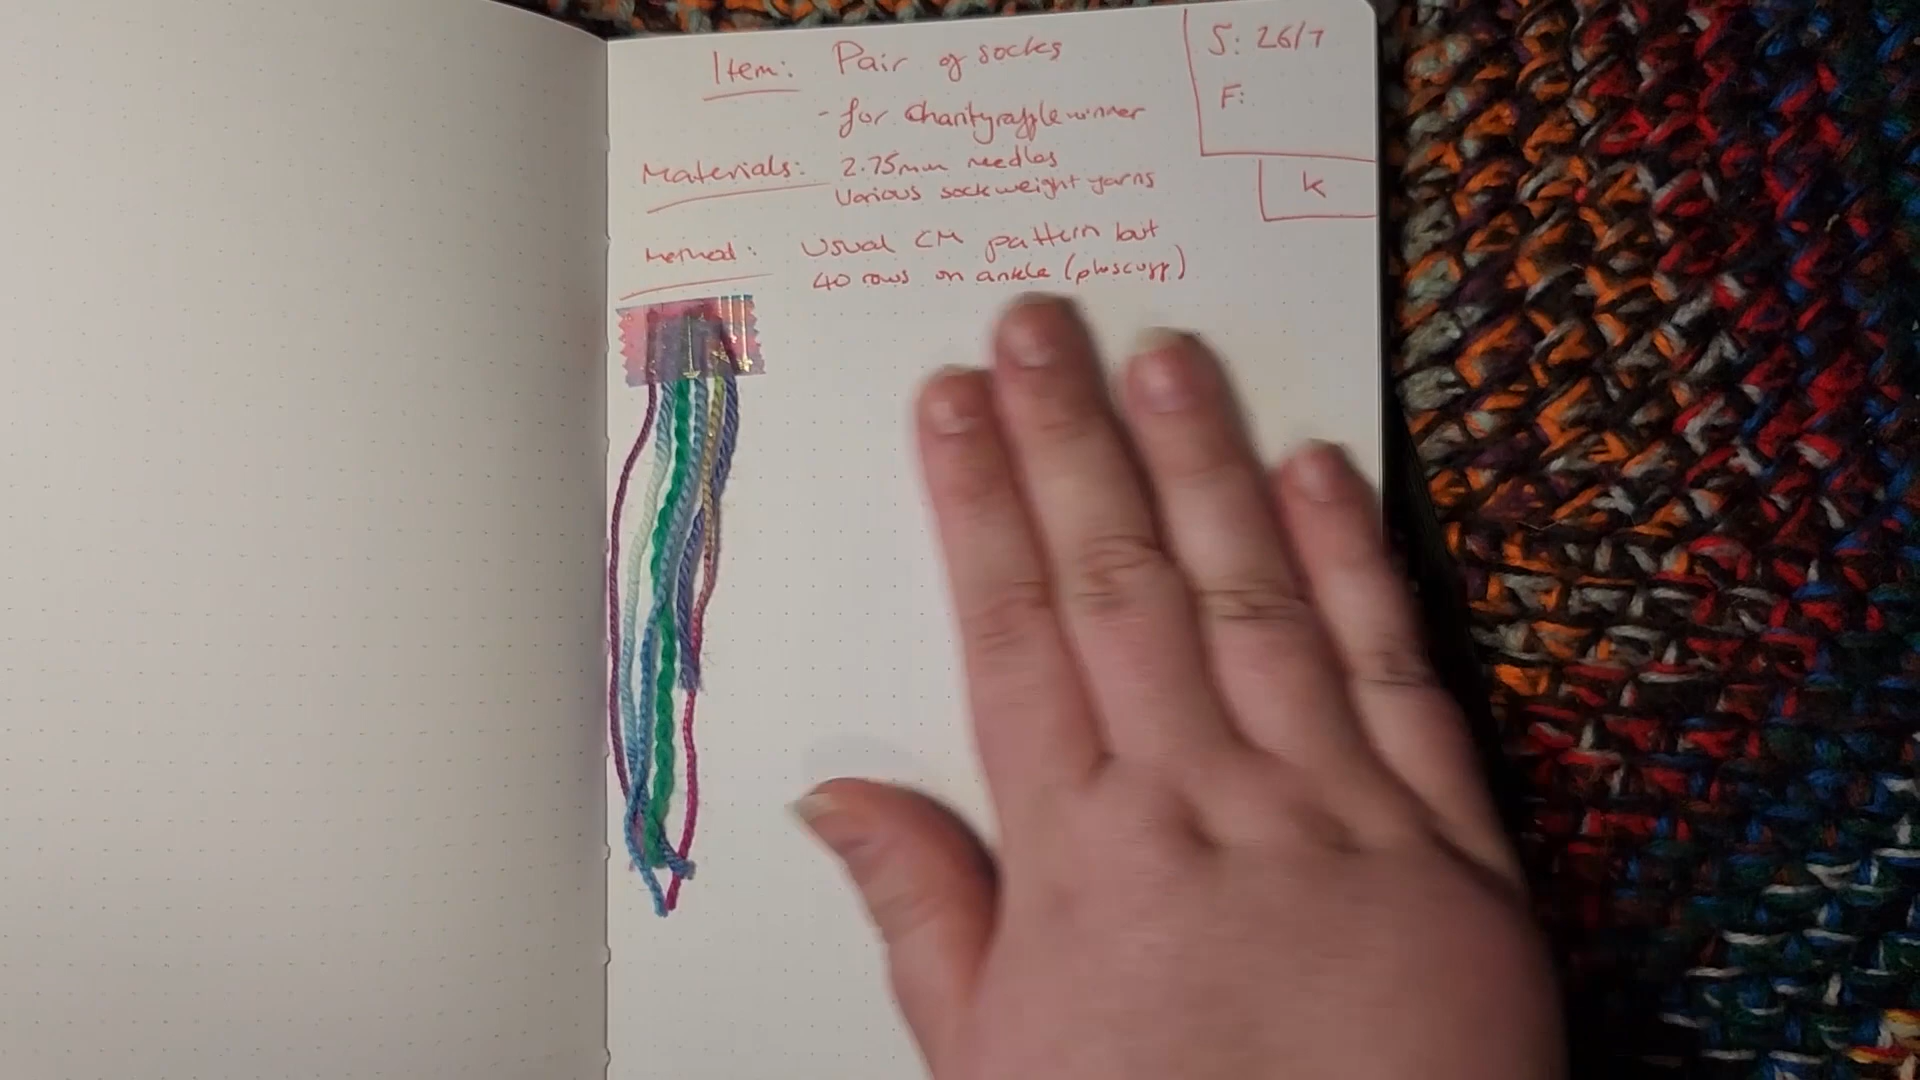 Item: Pair of socks
- for Charity raffle winner
Materials: 2.75mm needles
Various sock weight yarns
Method: Usual CM pattern but
40 rows on ankle (plus cuff)
S: 26/7
F:
K